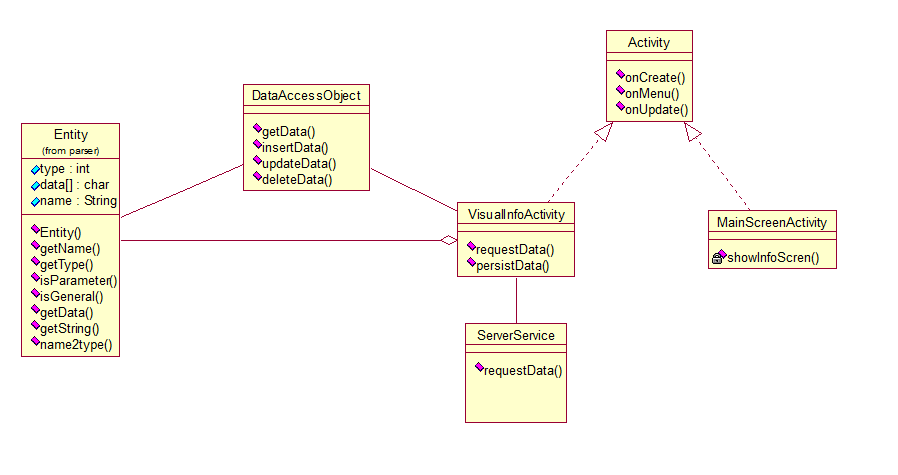 Activity
onCreate()
onMenu()
onUpdate()
DataAccessObject
getData()
insertData()
updateData()
deleteData()
Entity
(from parser)
type : int
data[] : char
name : String
Entity()
getName()
getType()
isParameter()
isGeneral()
getData()
getString()
name2type()
VisualInfoActivity
requestData()
persistData()
MainScreenActivity
showInfoScren()
ServerService
requestData()